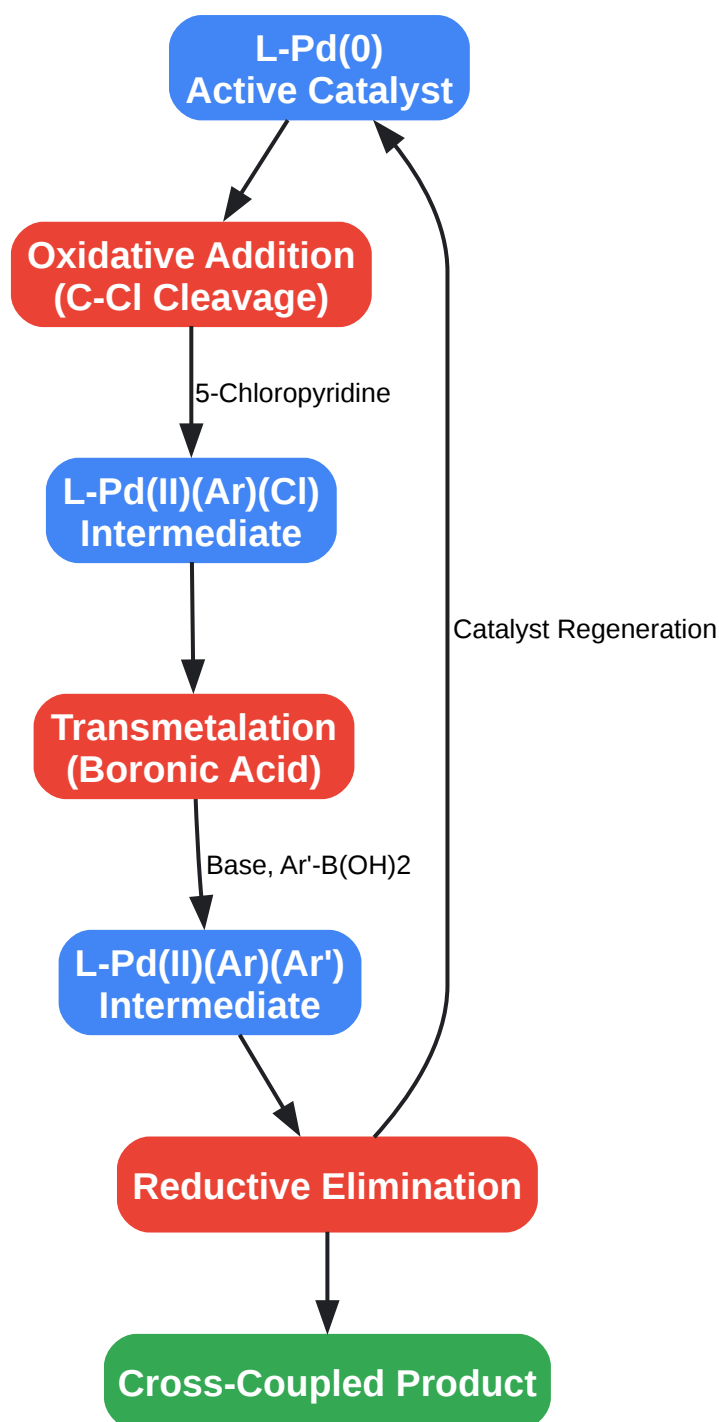 L-Pd(0)
Active Catalyst
Oxidative Addition
(C-Cl Cleavage)
5-Chloropyridine
L-Pd(II)(Ar)(Cl)
Intermediate
Catalyst Regeneration
Transmetalation
(Boronic Acid)
Base, Ar'-B(OH)2
L-Pd(II)(Ar)(Ar')
Intermediate
Reductive Elimination
Cross-Coupled Product